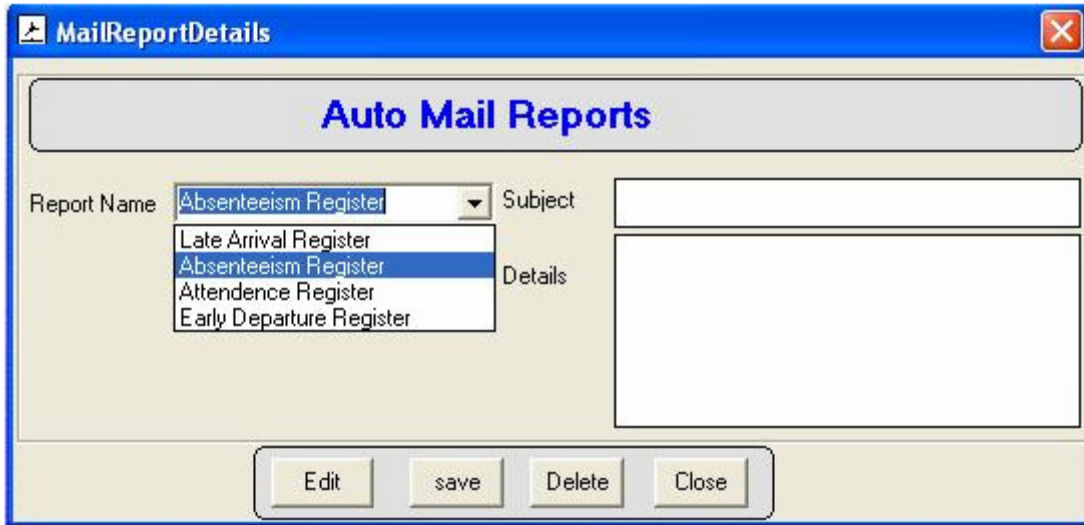 MailReportDetails
Auto Mail Reports
Report Name
Absenteeism Register
Late Arrival Register
Absenteeism Register
Attendence Register
Early Departure Register
Subject
Details
Edit
save
Delete
Close